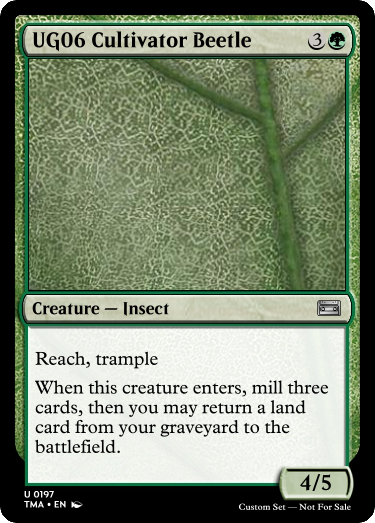 UG06 Cultivator Beetle 3
Creature — Insect
Reach, trample
When this creature enters, mill three
cards, then you may return a land
card from your graveyard to the
battlefield.
4/5
U 0197
TMA • EN
Custom Set — Not For Sale